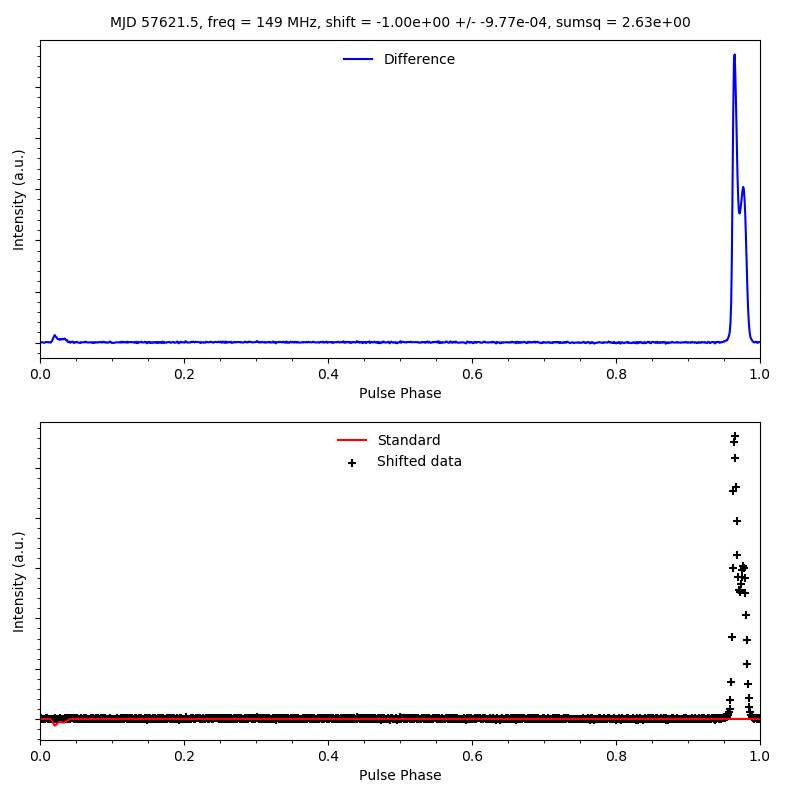 MJD 57621.5, freq = 149 MHz, shift = -1.00e+00 +/- -9.77e-04, sumsq = 2.63e+00
Difference
Intensity (a.u.)
0.0 0.2 0.4 0.6 0.8 1.0
Pulse Phase
Standard
Shifted data
Intensity (a.u.)
0.0 0.2 0.4 0.6 0.8 1.0
Pulse Phase